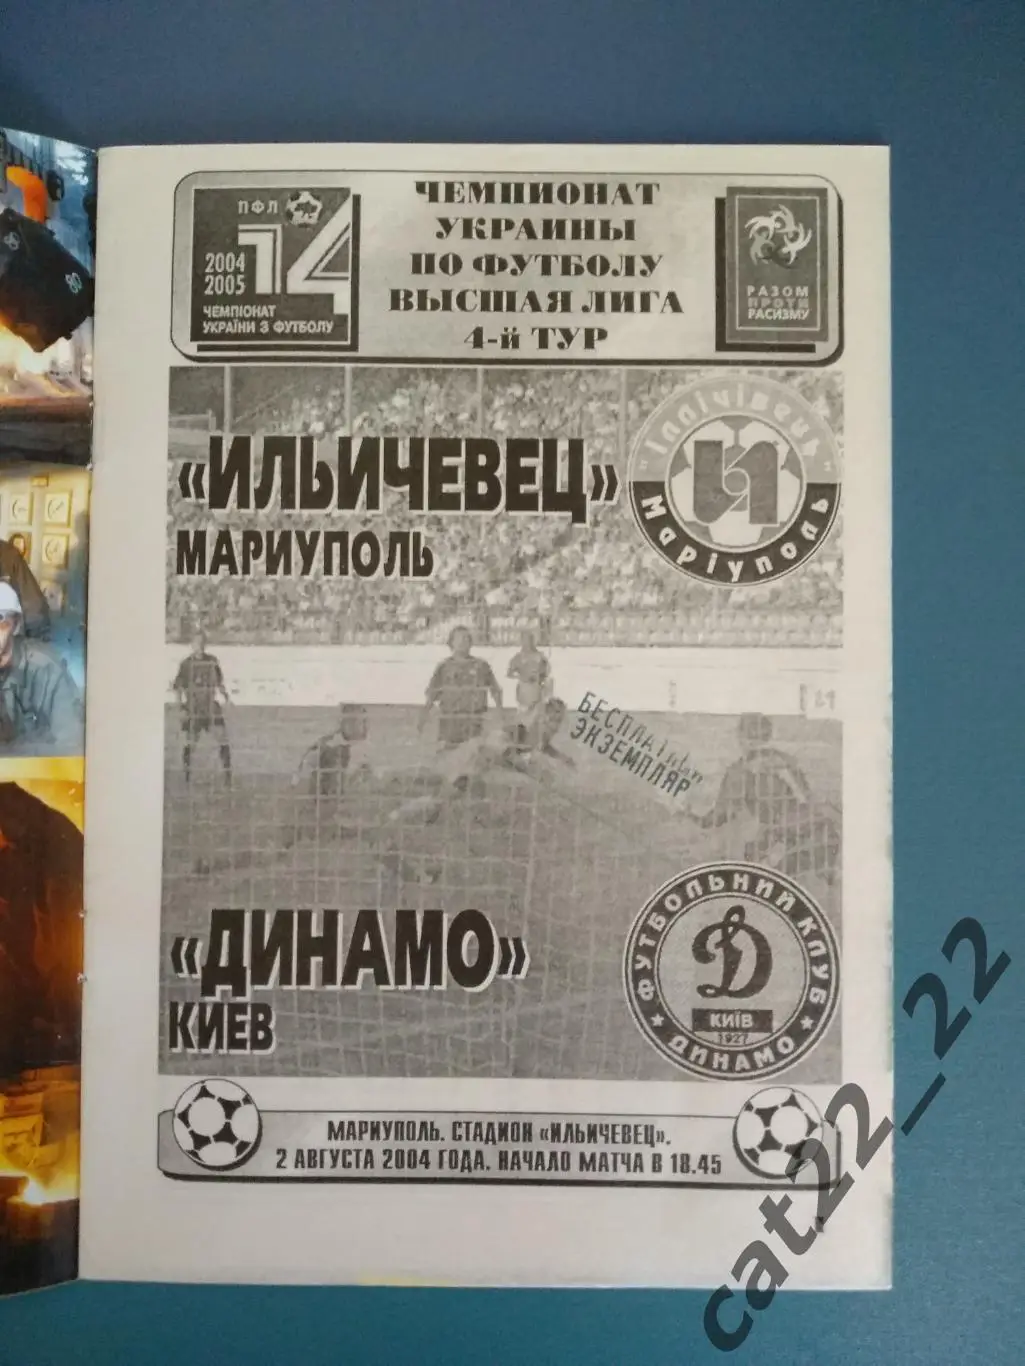 ПФЛ
14
2004
2005
ЧЕМПІОНАТ
УКРАЇНИ З ФУТБОЛУ
ЧЕМПИОНАТ
УКРАИНЫ
ПО ФУТБОЛУ
ВЫСШАЯ ЛИГА
4-й ТУР
РАЗОМ
ПРОТИ
РАСИЗМУ
«ИЛЬИЧЕВЕЦ»
МАРИУПОЛЬ
"Іллічівець"
Маріуполь
БЕСПЛАТНЫЙ
ЭКЗЕМПЛЯР
«ДИНАМО»
КИЕВ
ФУТБОЛЬНИЙ КЛУБ
Д
КИЇВ
1927
ДИНАМО
МАРИУПОЛЬ. СТАДИОН «ИЛЬИЧЕВЕЦ».
2 АВГУСТА 2004 ГОДА. НАЧАЛО МАТЧА В 18.45
cat22_22